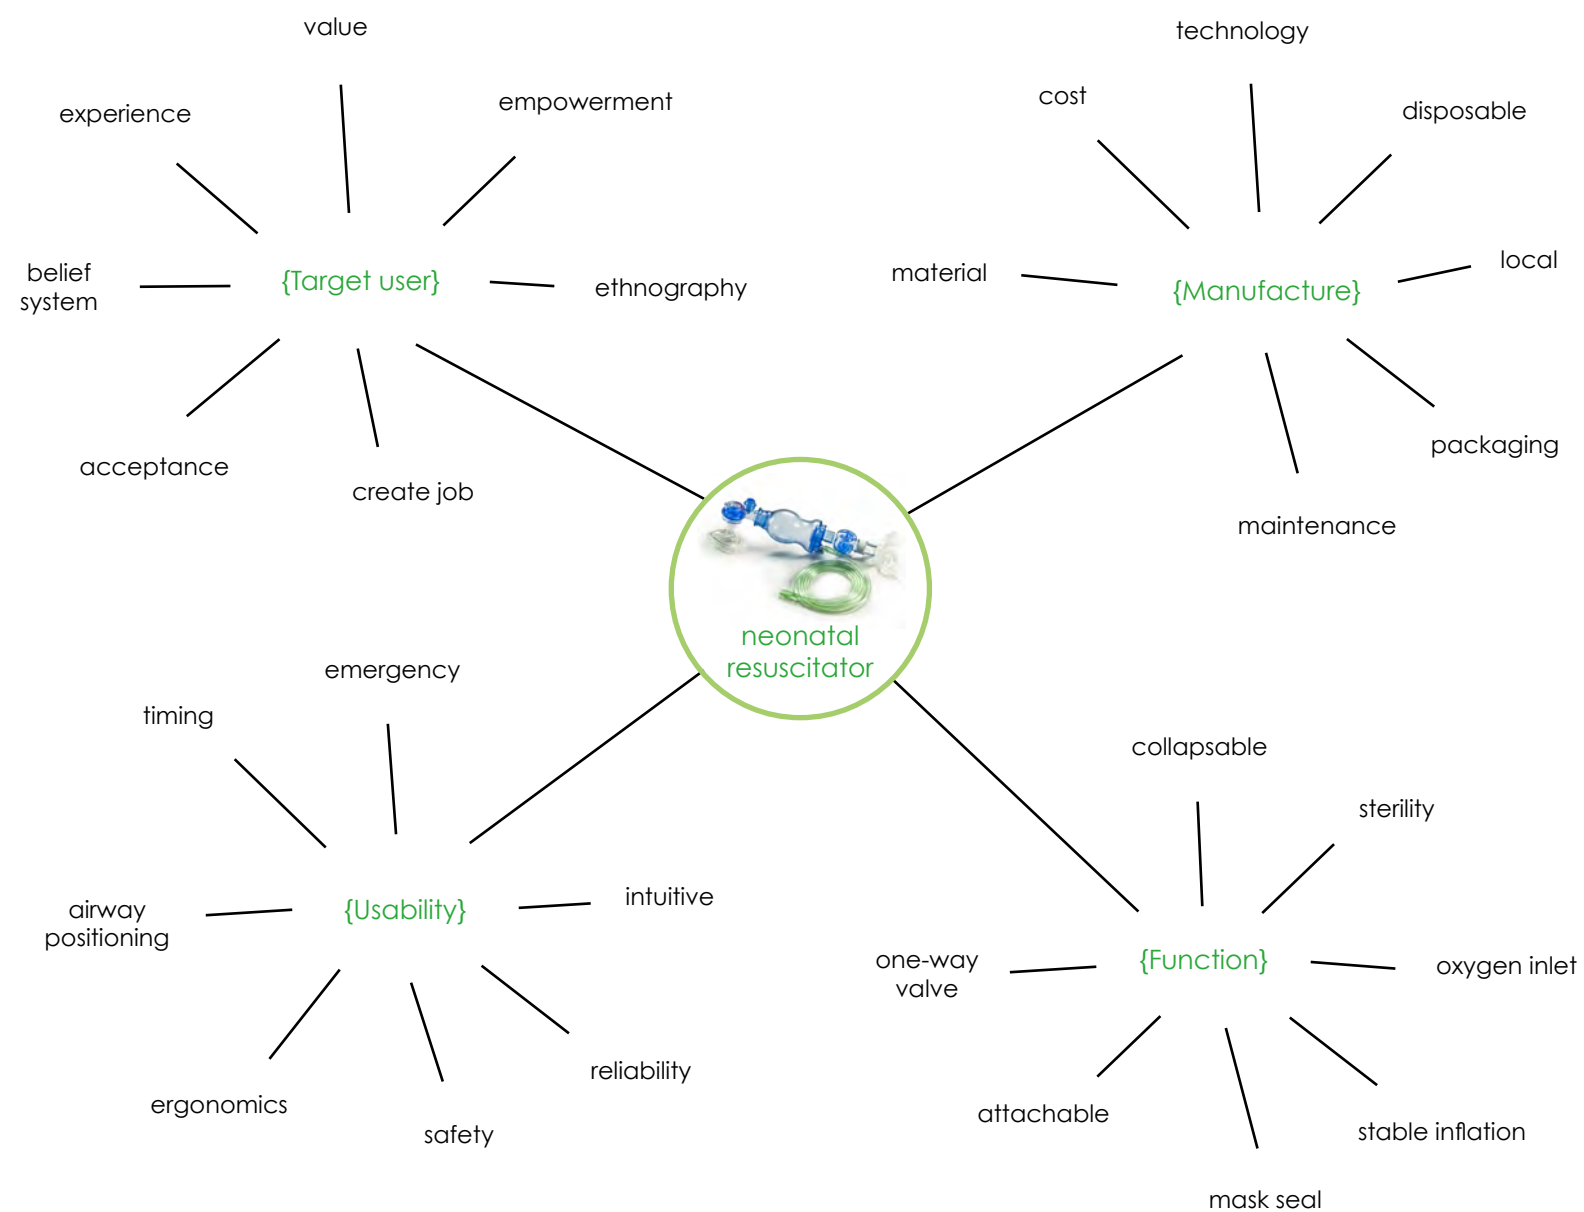 value
experience
empowerment
belief
system
{Target user}
ethnography
acceptance
create job
technology
cost
disposable
material
{Manufacture}
local
packaging
maintenance
neonatal
resuscitator
emergency
timing
airway
positioning
{Usability}
intuitive
ergonomics
safety
reliability
collapsable
sterility
one-way
valve
{Function}
oxygen inlet
attachable
mask seal
stable inflation